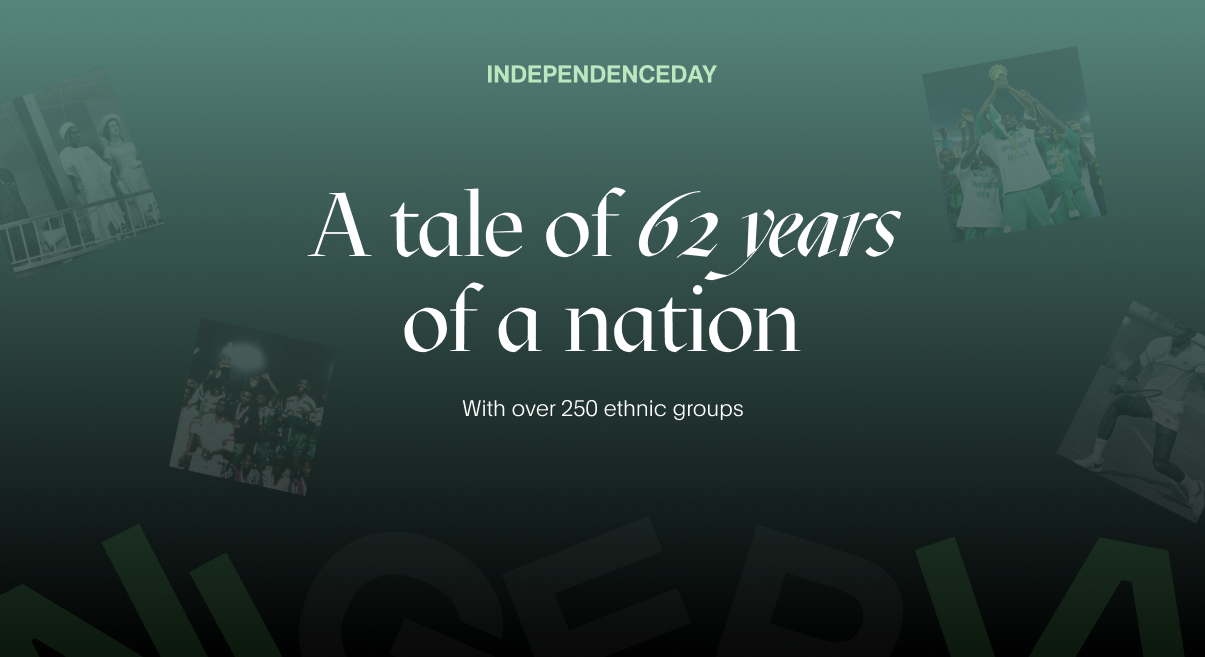 INDEPENDENCEDAY
A tale of 62 years
of a nation
With over 250 ethnic groups
NIGERIA